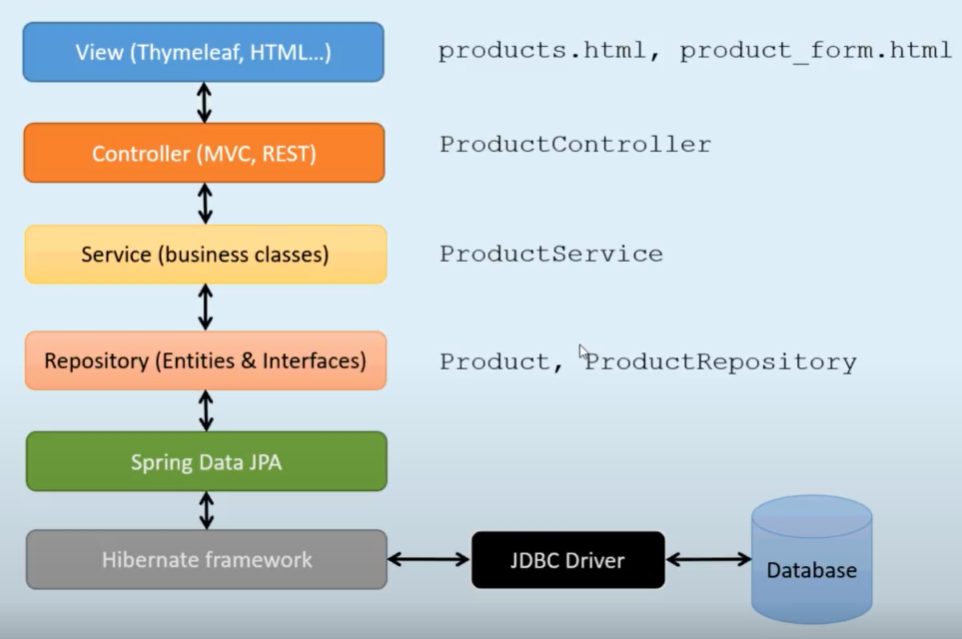 View (Thymeleaf, HTML...)
products.html, product_form.html
Controller (MVC, REST)
ProductController
Service (business classes)
ProductService
Repository (Entities & Interfaces)
Product, ProductRepository
Spring Data JPA
Hibernate framework
JDBC Driver
Database